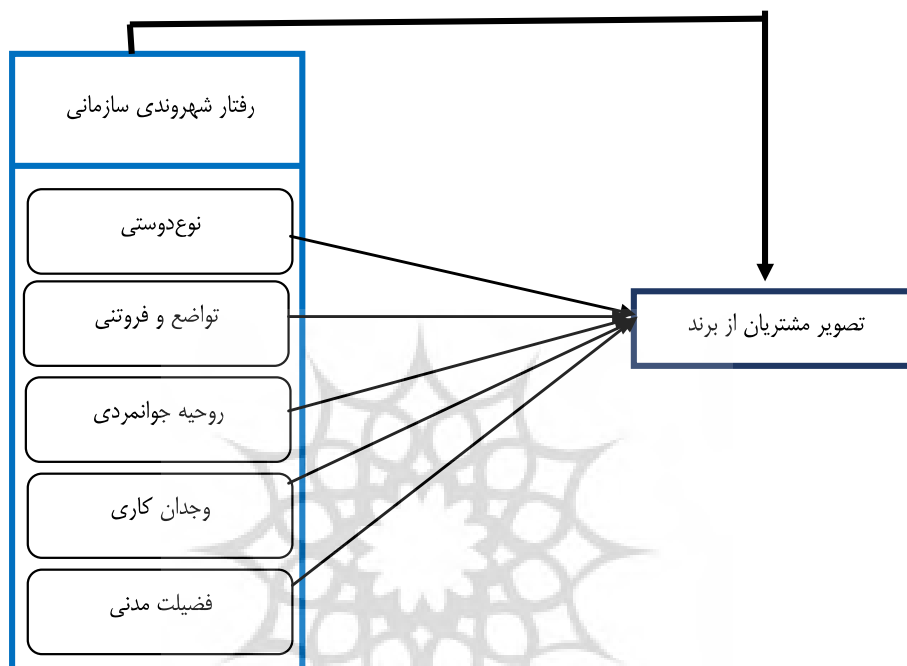 رفتار شهروندی سازمانی
نوع‌دوستی
تواضع و فروتنی
روحیه جوانمردی
وجدان کاری
فضیلت مدنی
تصویر مشتریان از برند